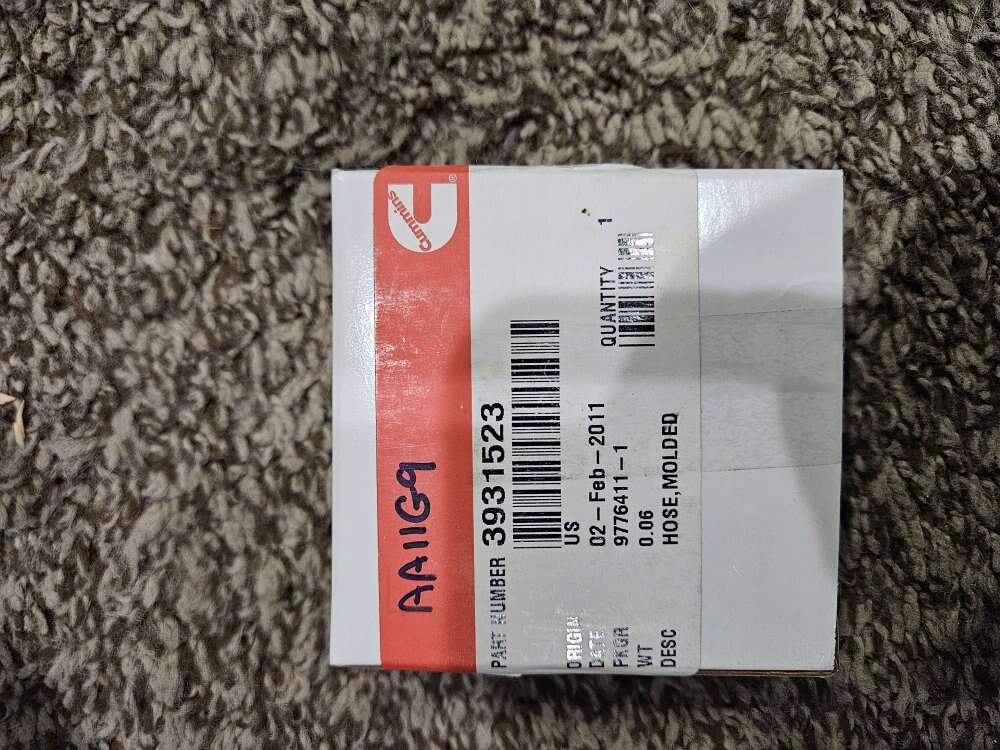 Cummins
®
AA11G9
PART NUMBER 3931523
ORIGIN US
DATE 02-Feb-2011
QUANTITY 1
PKGR 9776411-1
WT 0.06
DESC HOSE,MOLDED